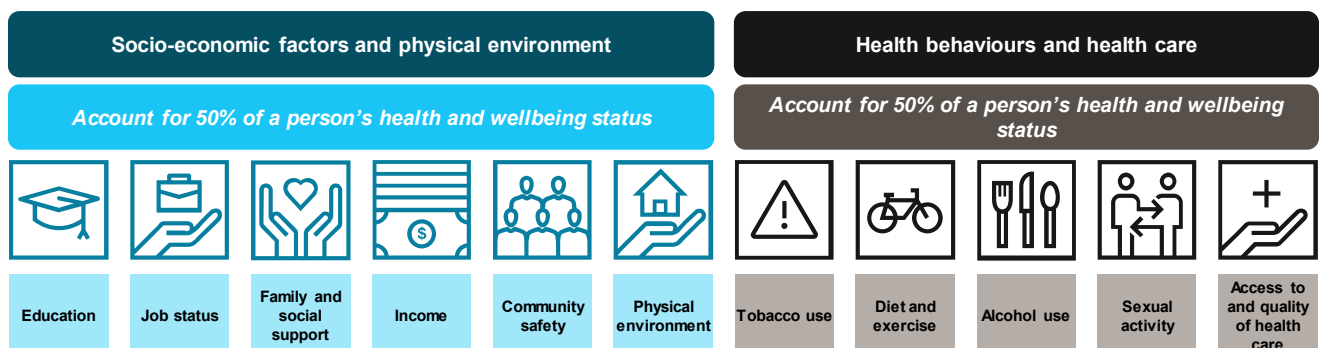 Socio-economic factors and physical environment
Account for 50% of a person's health and wellbeing status
$
Education
Job status
Family and
social
support
Income
Community
safety
Physical
environment
Health behaviours and health care
Account for 50% of a person's health and wellbeing
status
Tobacco use
Diet and
exercise
Alcohol use
Sexual
activity
Access to
and quality
of health
care